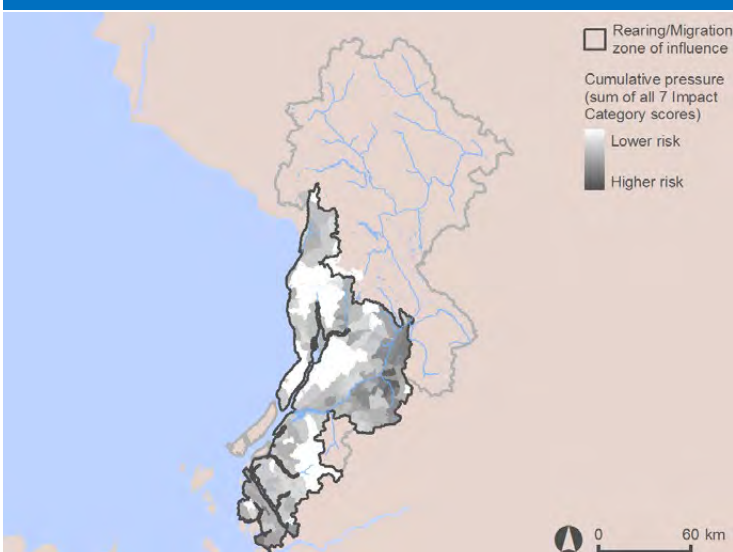 Rearing/Migration
zone of influence
Cumulative pressure
(sum of all 7 Impact
Category scores)
Lower risk
Higher risk
0 60 km